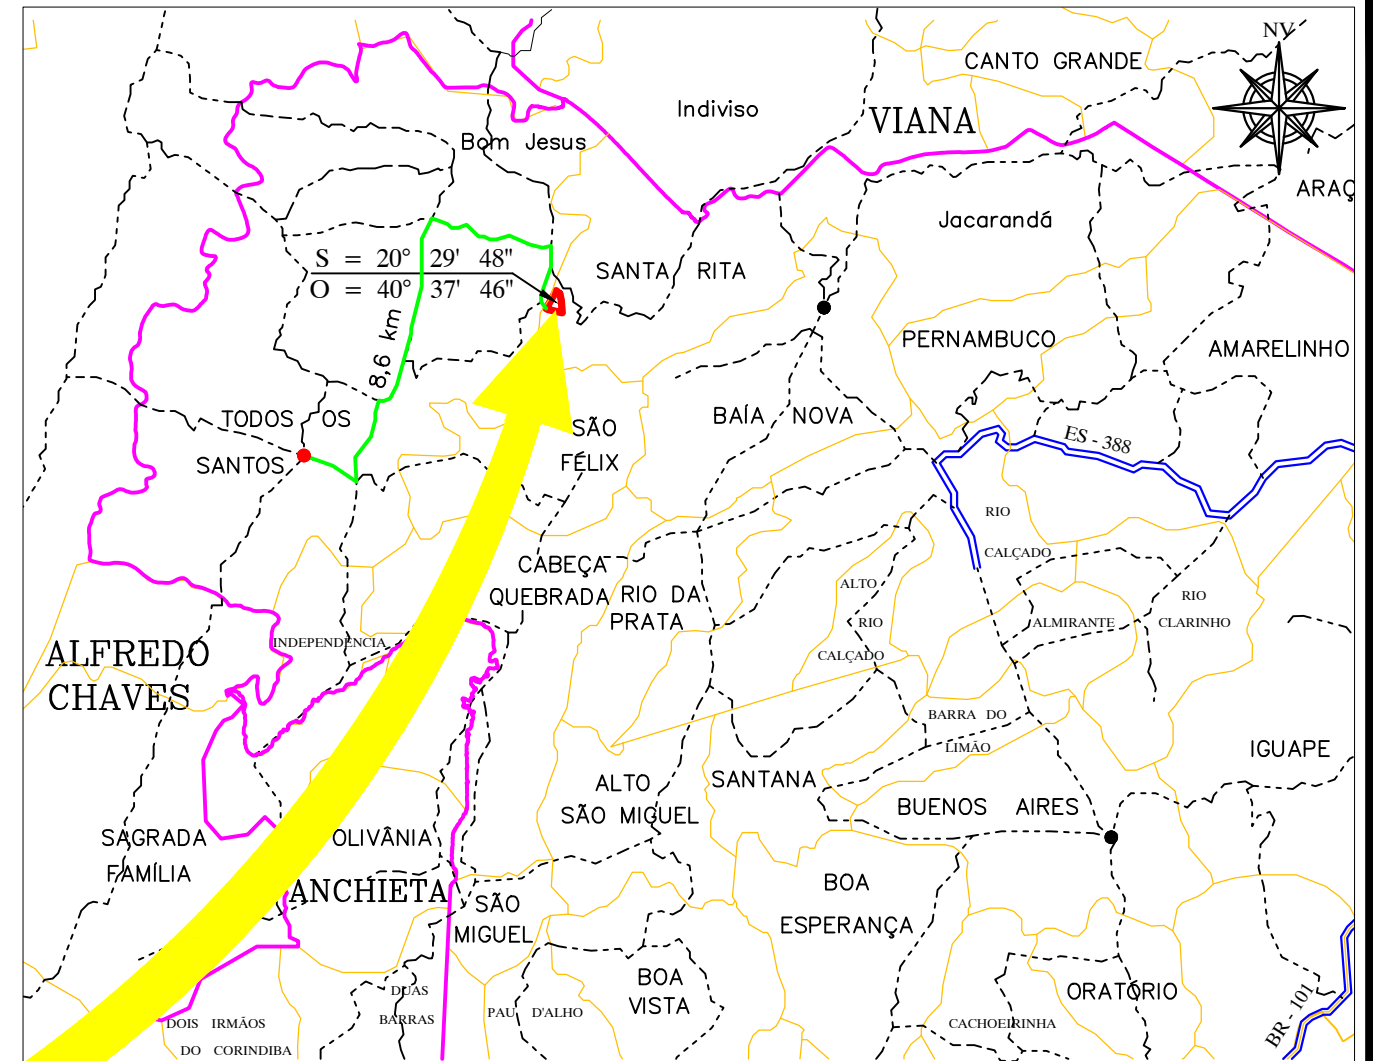 NV
CANTO GRANDE
Indiviso
VIANA
Bom Jesus
ARAÇ
Jacarandá
S = 20° 29' 48"
O = 40° 37' 46"
SANTA RITA
8,6 km
PERNAMBUCO
AMARELINHO
TODOS OS
SANTOS
SÃO
FÉLIX
BAÍA NOVA
ES - 388
RIO
CALÇADO
CABEÇA
QUEBRADA
RIO DA
PRATA
ALTO
RIO
CALÇADO
ALMIRANTE
RIO
CLARINHO
INDEPENDÊNCIA
ALFREDO
CHAVES
BARRA DO
LIMÃO
IGUAPE
ALTO
SÃO MIGUEL
SANTANA
BUENOS AIRES
SAGRADA
FAMÍLIA
OLIVÂNIA
ANCHIETA
SÃO
MIGUEL
BOA
ESPERANÇA
BOA
VISTA
ORATÓRIO
DUAS
BARRAS
PAU D'ALHO
CACHOEIRINHA
BR - 101
DOIS IRMÃOS
DO CORINDIBA